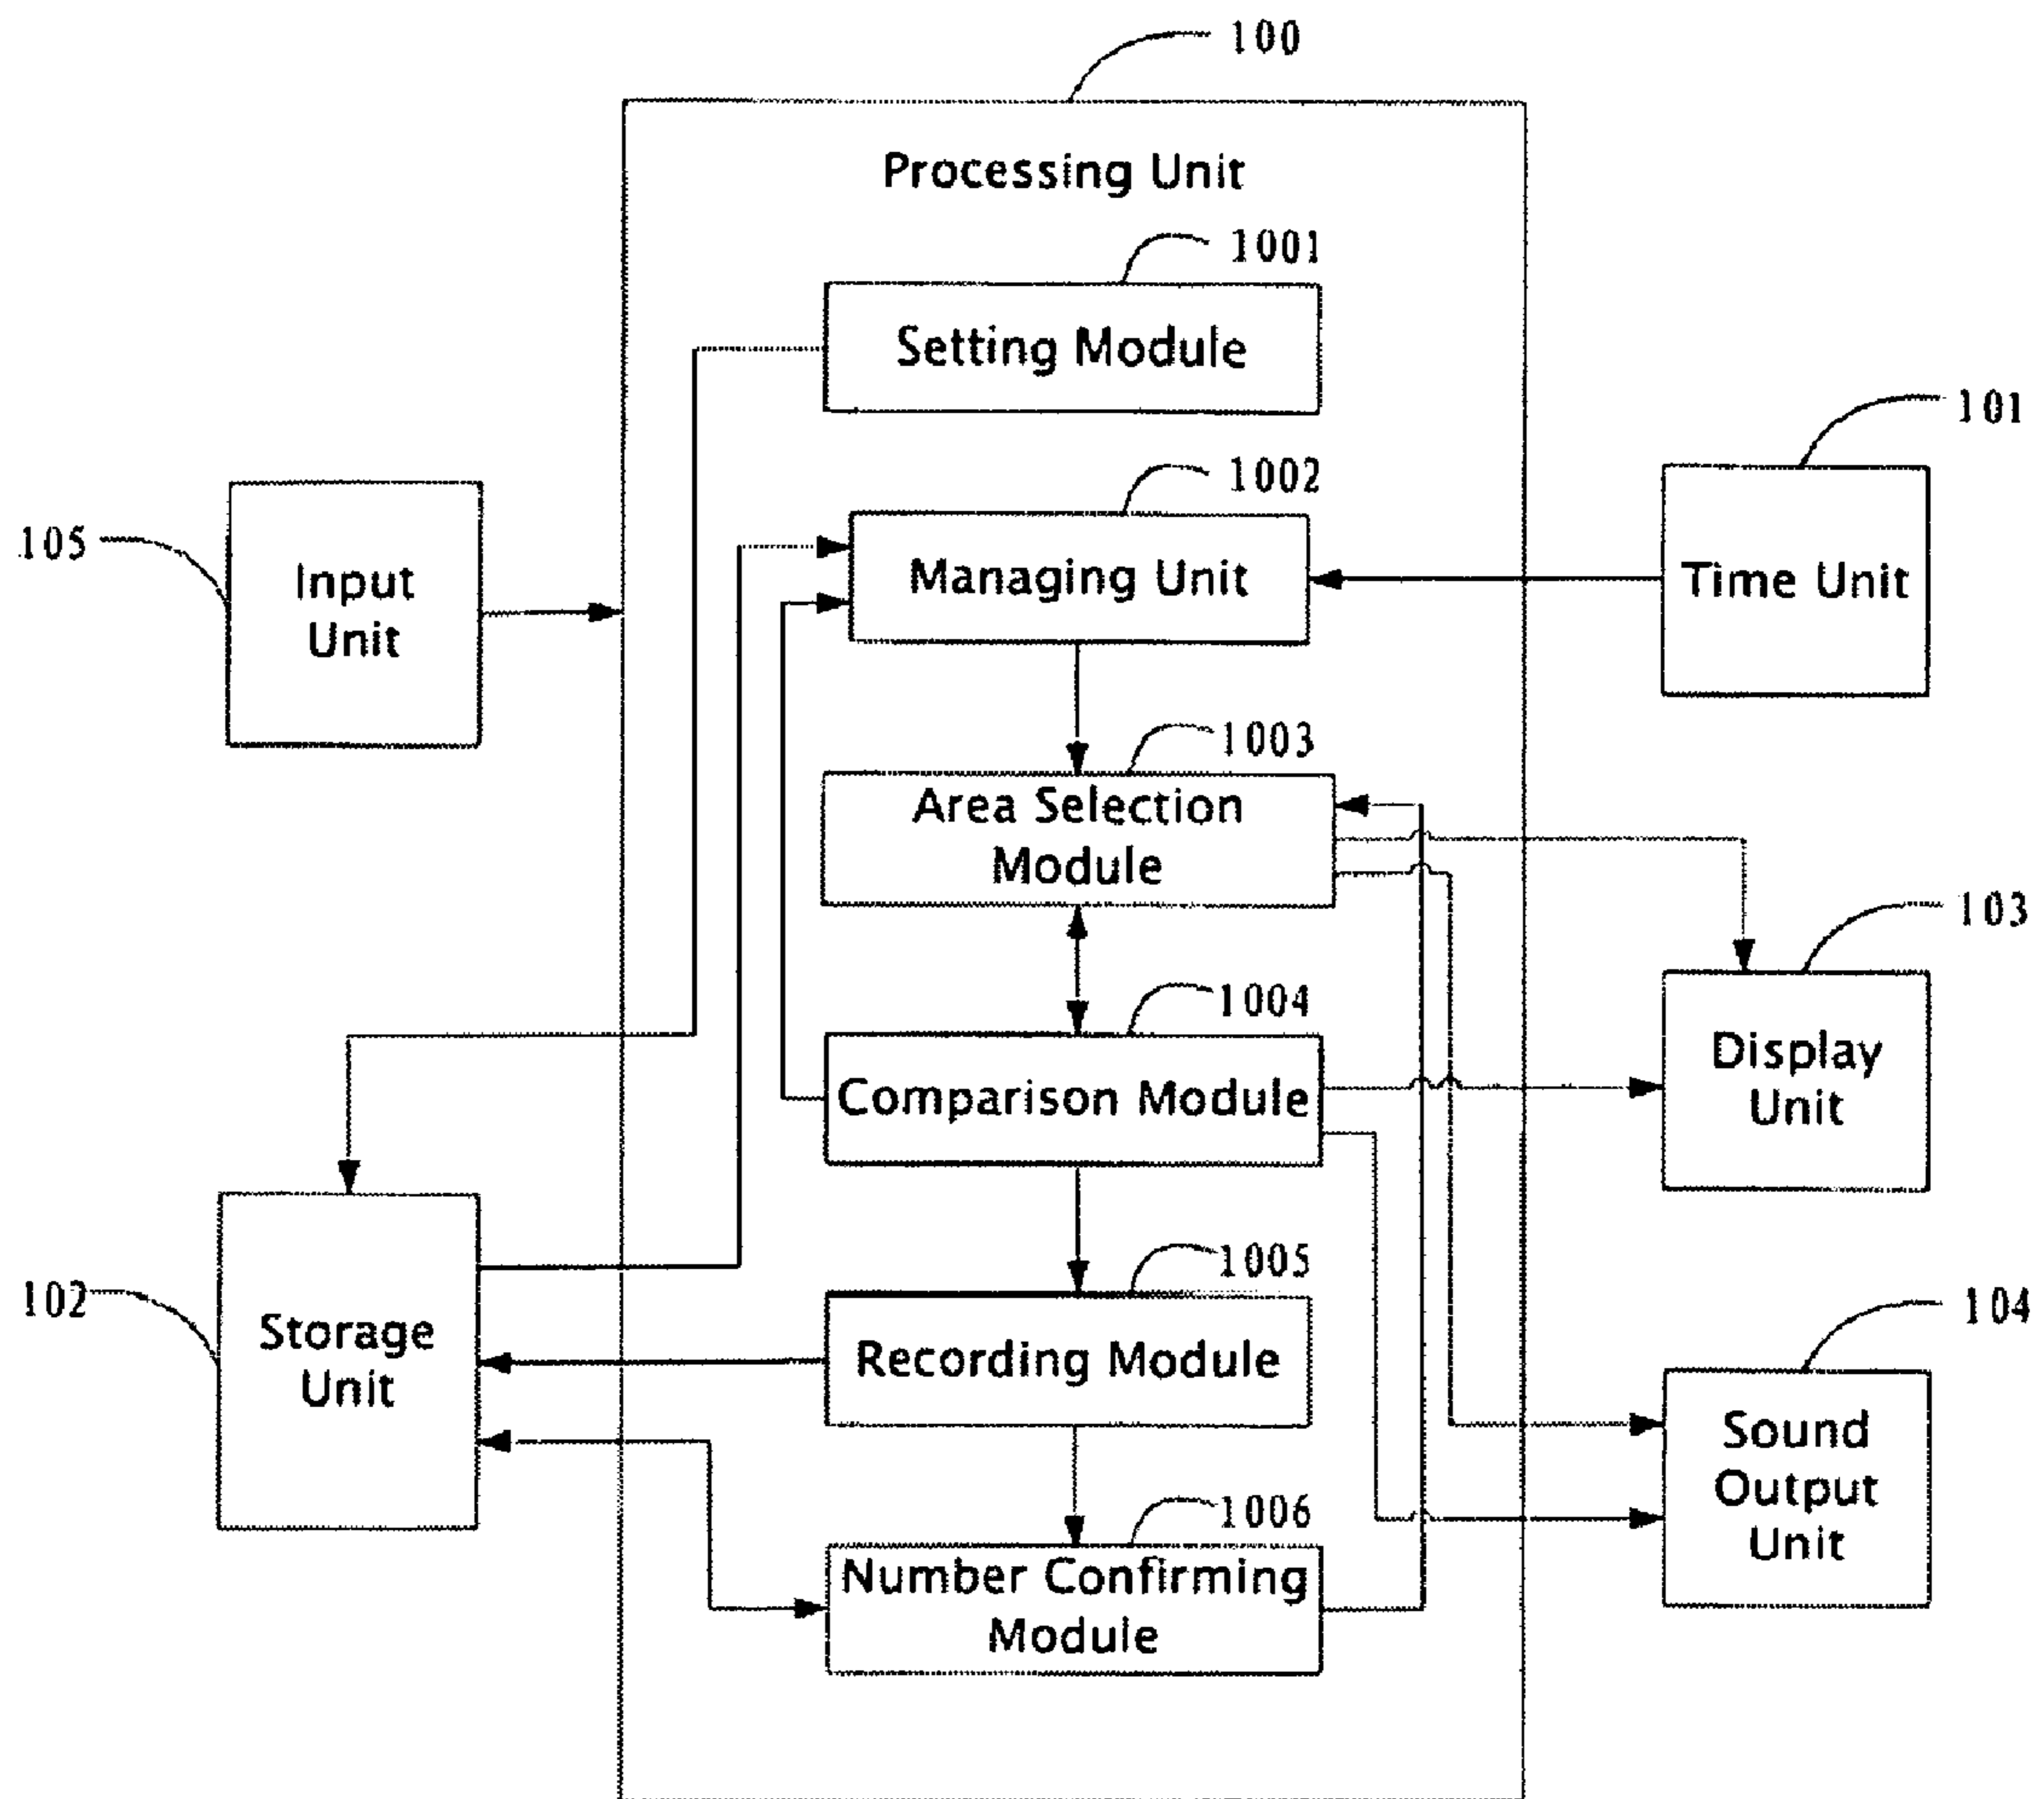 100
Processing Unit
1001
Setting Module
101
1002
105
Input
Unit
Managing Unit
Time Unit
1003
Area Selection
Module
103
1004
Comparison Module
Display
Unit
1005
102
Storage
Unit
Recording Module
104
Sound
Output
Unit
1006
Number Confirming
Module